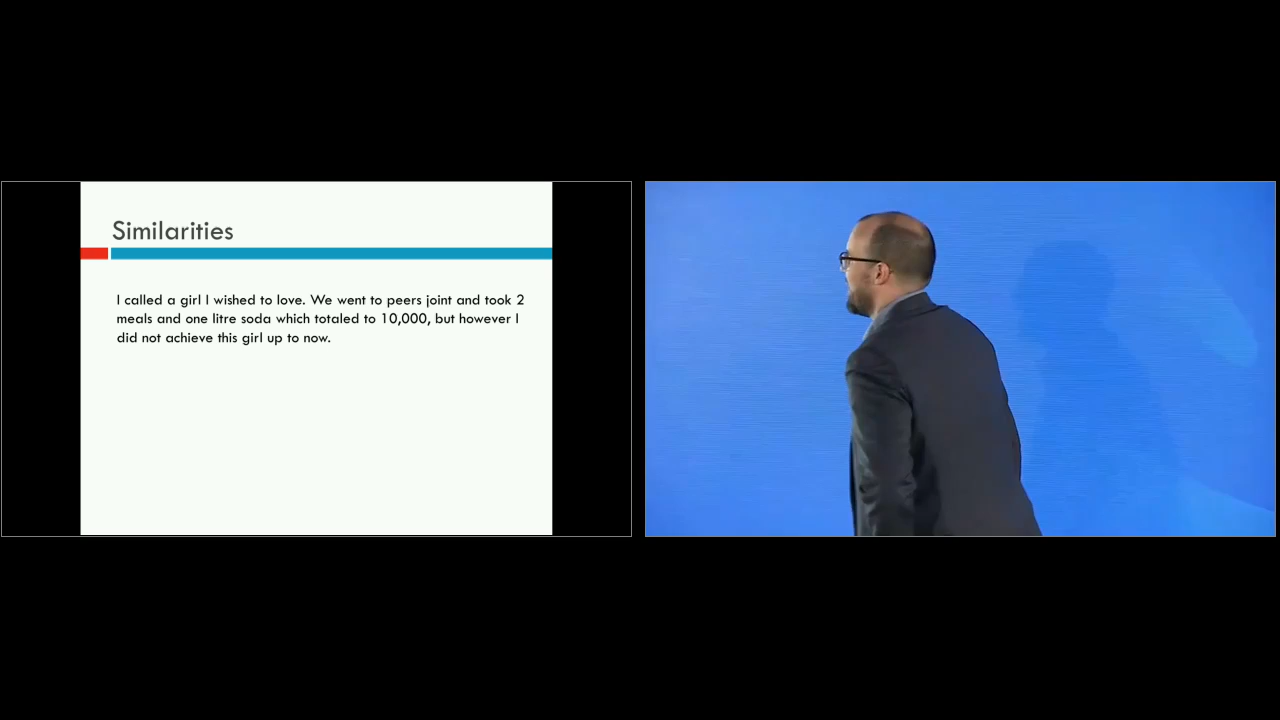 Similarities
I called a girl I wished to love. We went to peers joint and took 2
meals and one litre soda which totaled to 10,000, but however I
did not achieve this girl up to now.